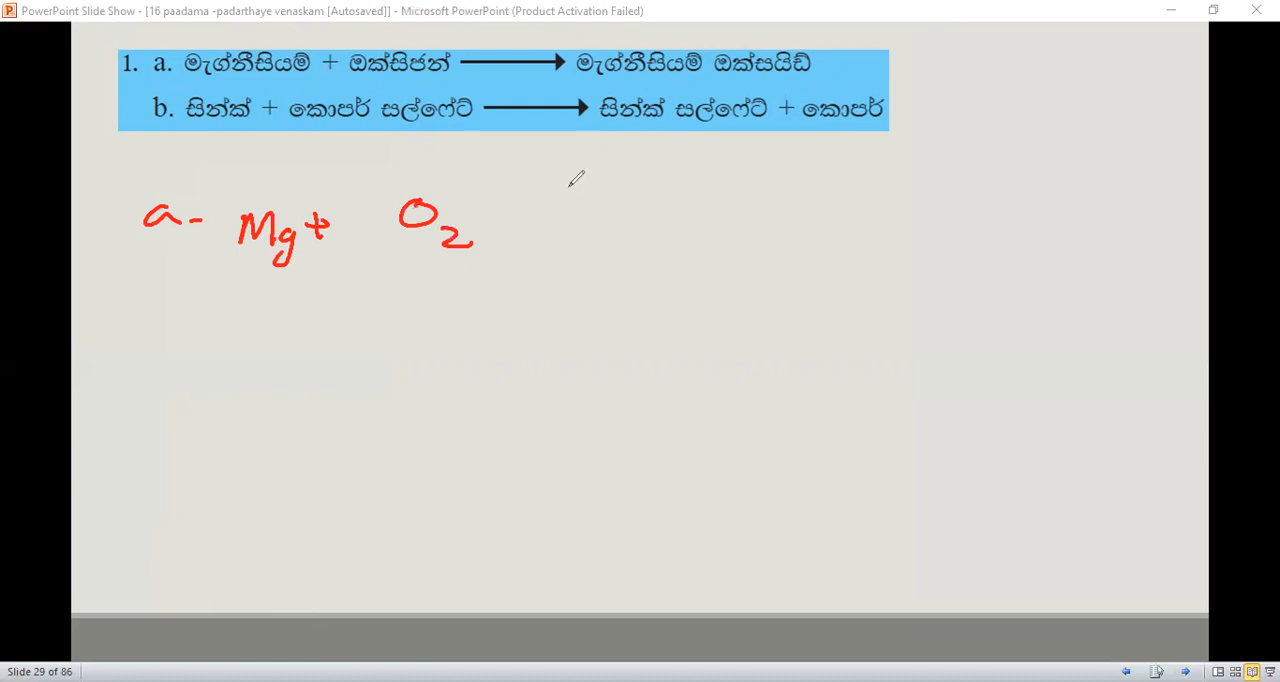 PowerPoint Slide Show - [16 paadama -padarthaye venaskam [Autosaved]] - Microsoft PowerPoint (Product Activation Failed)
1. a. මැග්නීසියම් + ඔක්සිජන් ⟶ මැග්නීසියම් ඔක්සයිඩ්
b. සින්ක් + කොපර් සල්ෆේට් ⟶ සින්ක් සල්ෆේට් + කොපර්
a- Mg + O₂
Slide 29 of 86